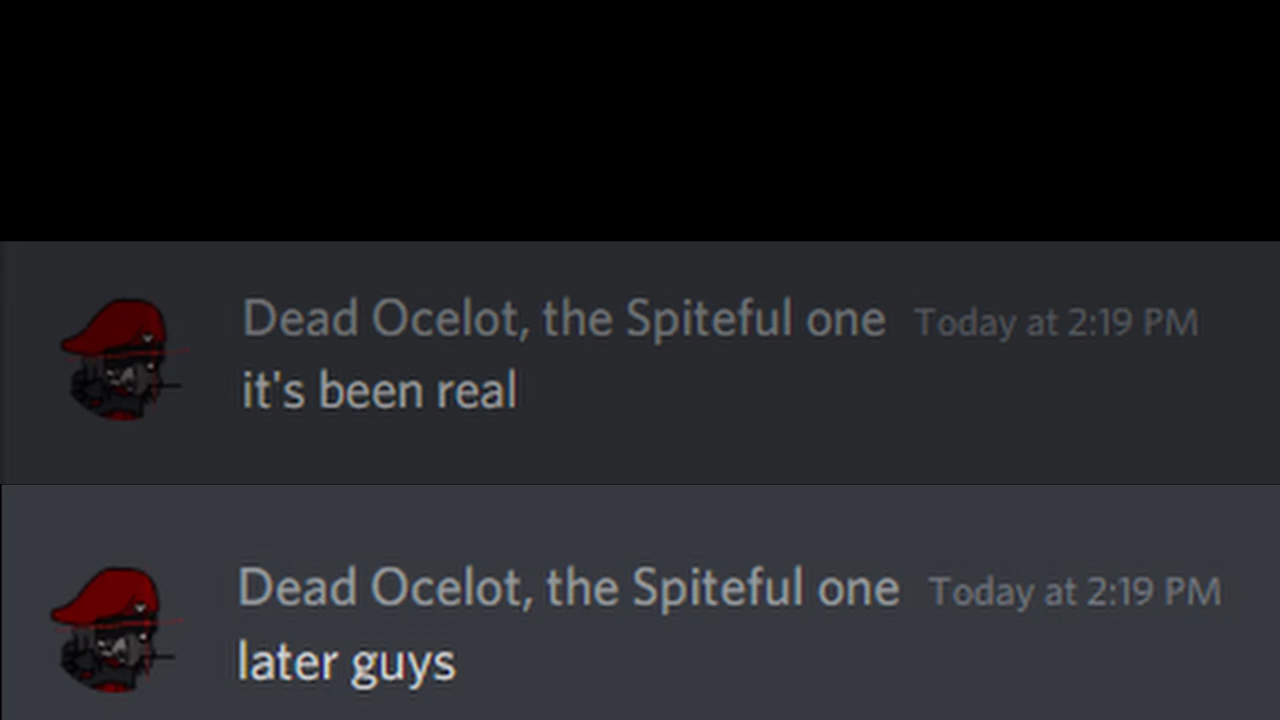 Dead Ocelot, the Spiteful one Today at 2:19 PM
it's been real
Dead Ocelot, the Spiteful one Today at 2:19 PM
later guys